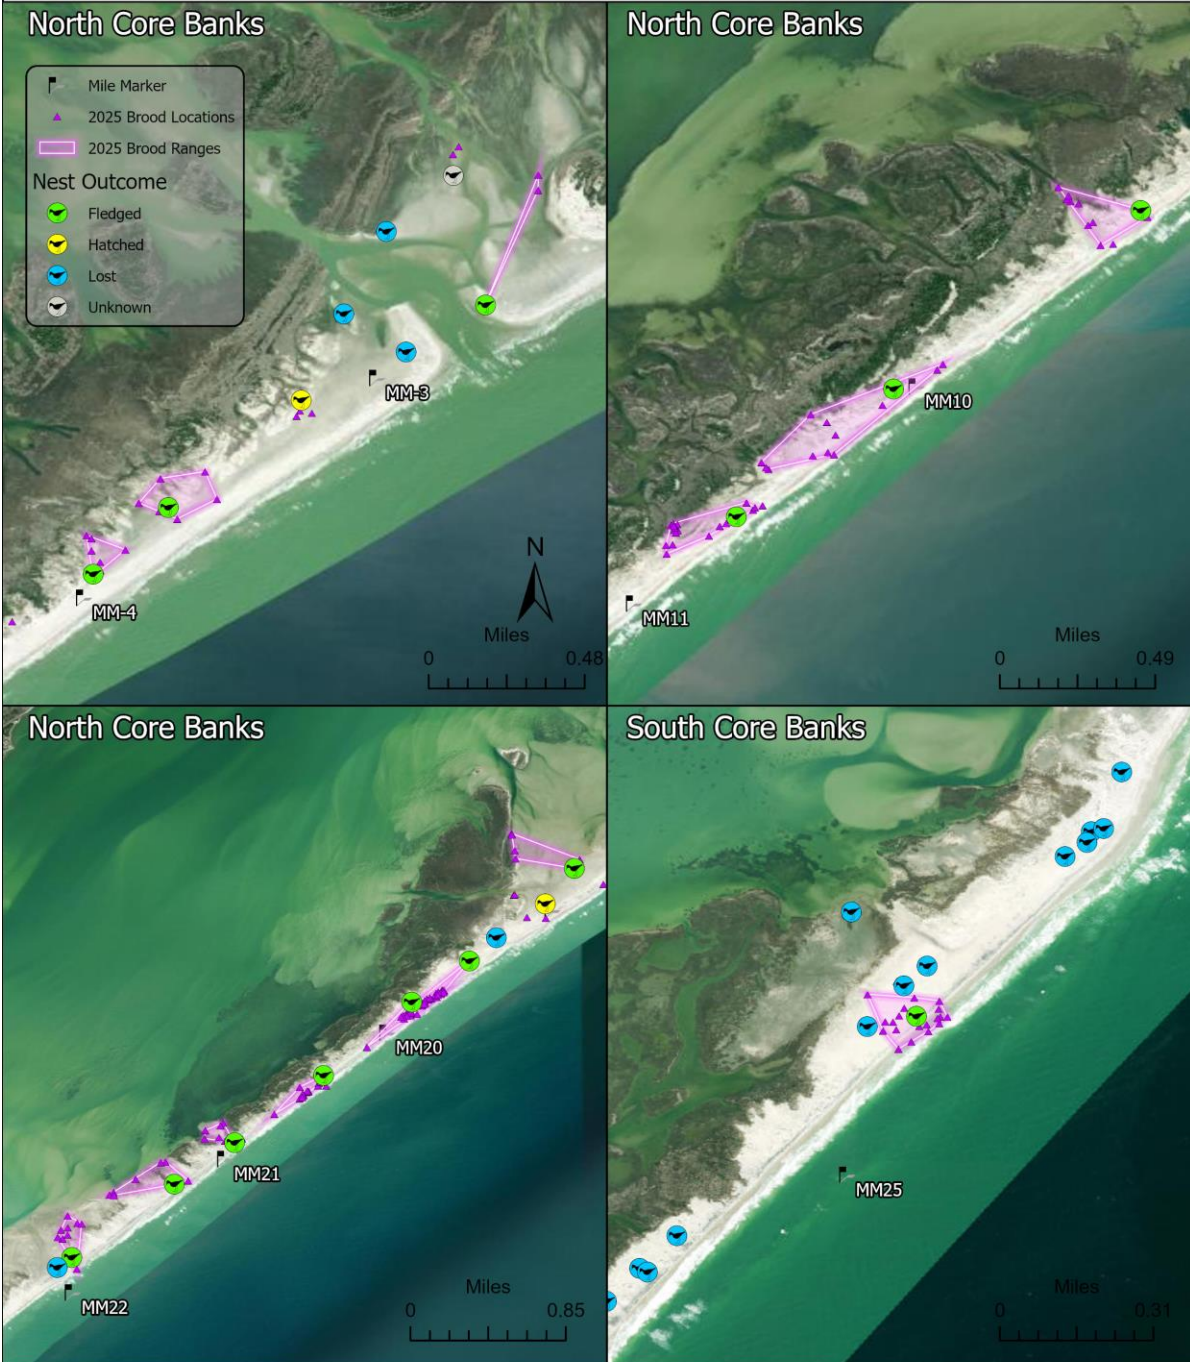 North Core Banks
Mile Marker
2025 Brood Locations
2025 Brood Ranges
Nest Outcome
Fledged
Hatched
Lost
Unknown
MM-3
MM-4
N
Miles
0 0.48
North Core Banks
MM10
MM11
Miles
0 0.49
North Core Banks
MM20
MM21
MM22
Miles
0 0.85
South Core Banks
MM25
Miles
0 0.31